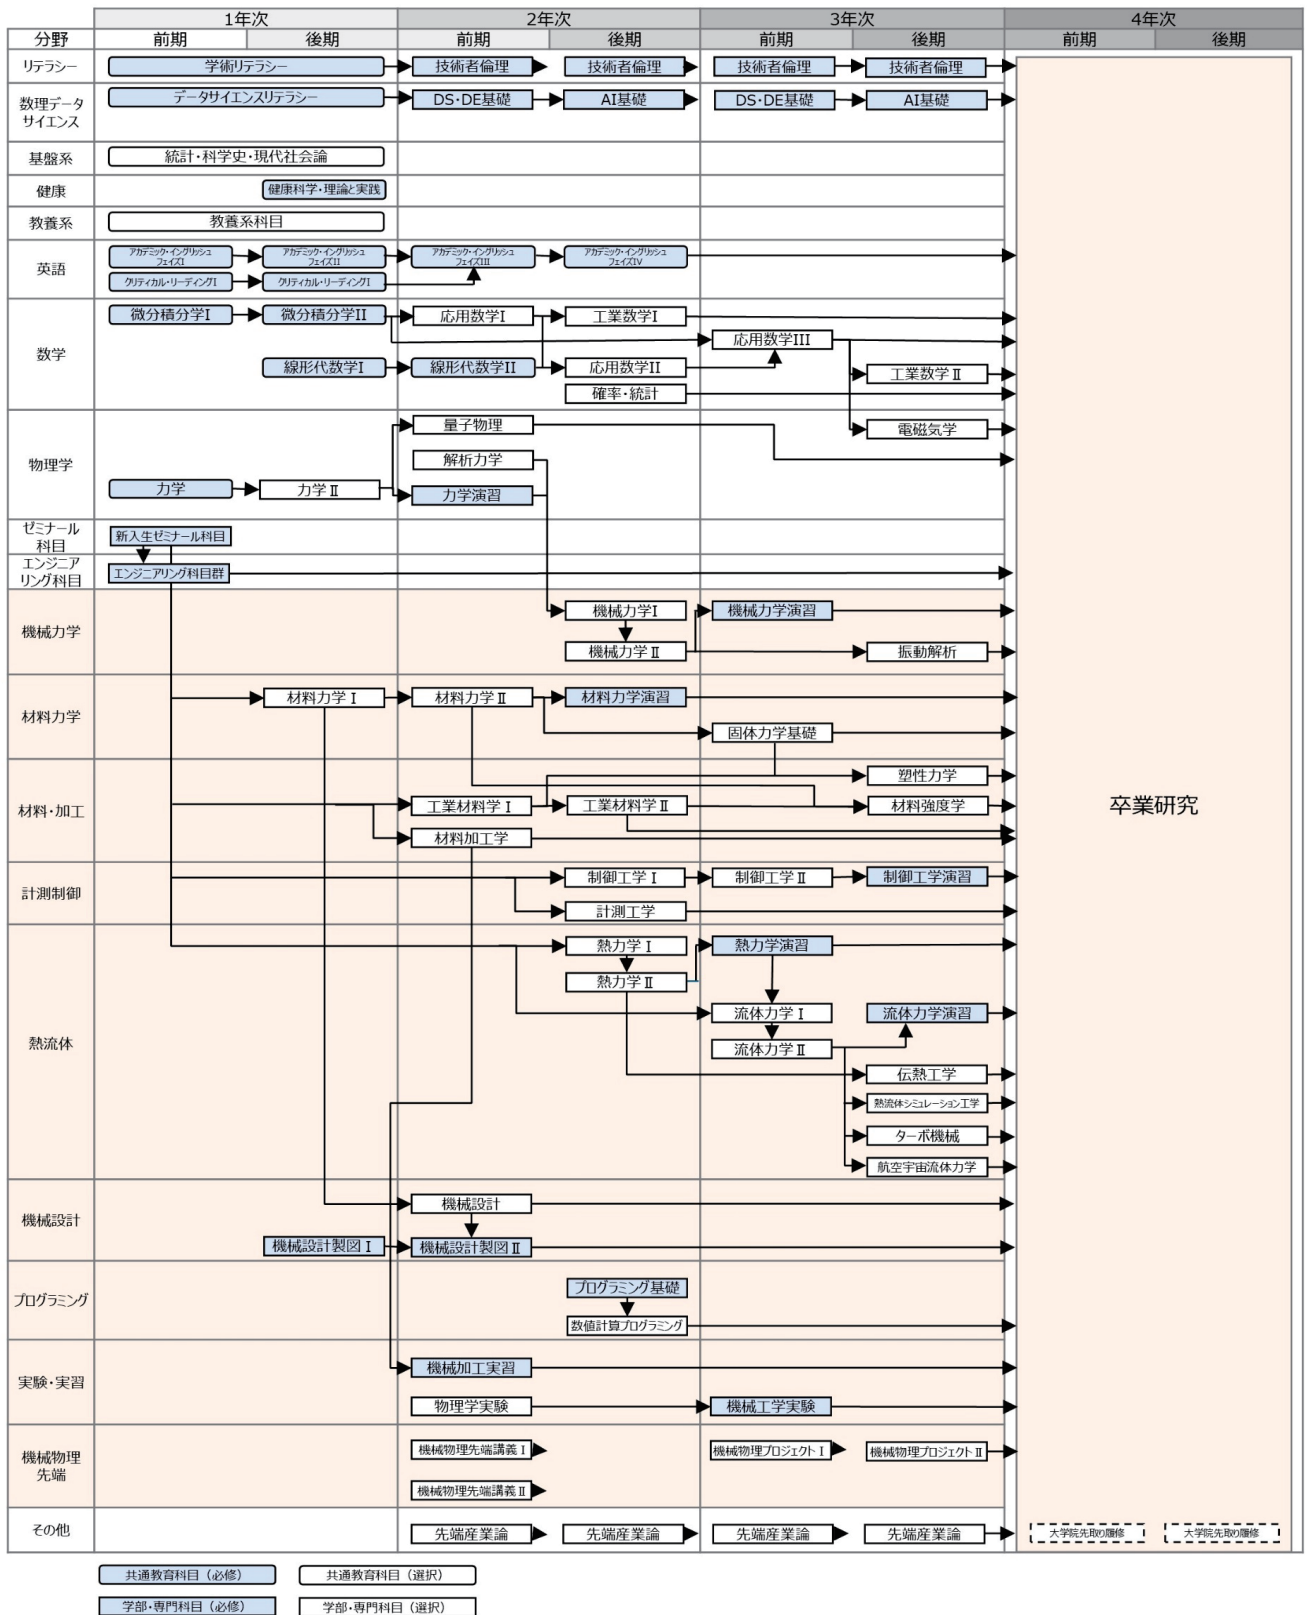 1年次
2年次
3年次
4年次
分野
前期
後期
前期
後期
前期
後期
前期
後期
リテラシー
学術リテラシー
技術者倫理
技術者倫理
技術者倫理
技術者倫理
数理データ
サイエンス
データサイエンスリテラシー
DS・DE基礎
AI基礎
DS・DE基礎
AI基礎
基盤系
統計・科学史・現代社会論
健康
健康科学・理論と実践
教養系
教養系科目
英語
アカデミック・イングリッシュ
フェイズI
アカデミック・イングリッシュ
フェイズII
アカデミック・イングリッシュ
フェイズIII
アカデミック・イングリッシュ
フェイズIV
クリティカル・リーディングI
クリティカル・リーディングI
数学
微分積分学I
微分積分学II
応用数学I
工業数学I
応用数学III
線形代数学I
線形代数学II
応用数学II
工業数学Ⅱ
確率・統計
物理学
量子物理
電磁気学
解析力学
力学
力学Ⅱ
力学演習
ゼミナール
科目
新入生ゼミナール科目
エンジニア
リング科目
エンジニアリング科目群
機械力学
機械力学I
機械力学演習
機械力学Ⅱ
振動解析
材料力学
材料力学Ⅰ
材料力学Ⅱ
材料力学演習
固体力学基礎
材料・加工
塑性力学
工業材料学Ⅰ
工業材料学Ⅱ
材料強度学
材料加工学
卒業研究
計測制御
制御工学Ⅰ
制御工学Ⅱ
制御工学演習
計測工学
熱流体
熱力学Ⅰ
熱力学演習
熱力学Ⅱ
流体力学Ⅰ
流体力学演習
流体力学Ⅱ
伝熱工学
熱流体シミュレーション工学
ターボ機械
航空宇宙流体力学
機械設計
機械設計
機械設計製図Ⅰ
機械設計製図Ⅱ
プログラミング
プログラミング基礎
数値計算プログラミング
実験・実習
機械加工実習
物理学実験
機械工学実験
機械物理
先端
機械物理先端講義Ⅰ
機械物理プロジェクトⅠ
機械物理プロジェクトⅡ
機械物理先端講義Ⅱ
その他
先端産業論
先端産業論
先端産業論
先端産業論
大学院先取り履修
大学院先取り履修
共通教育科目（必修）
共通教育科目（選択）
学部・専門科目（必修）
学部・専門科目（選択）